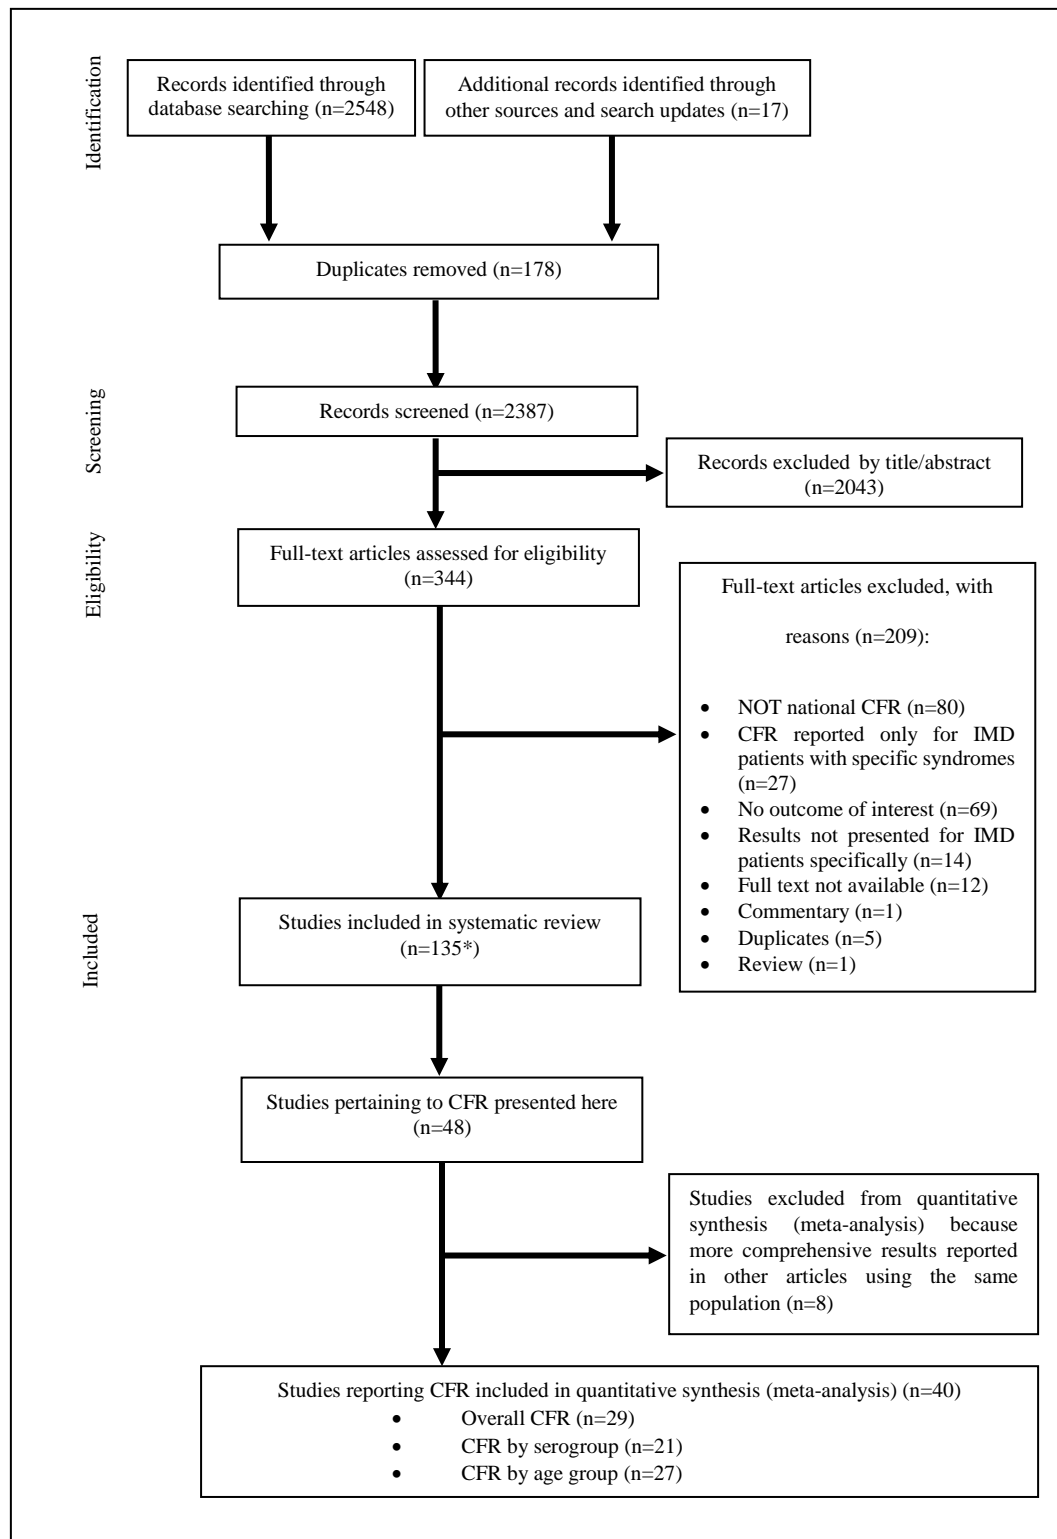 Identification
Records identified through
database searching (n=2548)
Additional records identified through
other sources and search updates (n=17)
Duplicates removed (n=178)
Screening
Records screened (n=2387)
Records excluded by title/abstract
(n=2043)
Eligibility
Full-text articles assessed for eligibility
(n=344)
Full-text articles excluded, with
reasons (n=209):
• NOT national CFR (n=80)
• CFR reported only for IMD
patients with specific syndromes
(n=27)
• No outcome of interest (n=69)
• Results not presented for IMD
patients specifically (n=14)
• Full text not available (n=12)
• Commentary (n=1)
• Duplicates (n=5)
• Review (n=1)
Included
Studies included in systematic review
(n=135*)
Studies pertaining to CFR presented here
(n=48)
Studies excluded from quantitative
synthesis (meta-analysis) because
more comprehensive results reported
in other articles using the same
population (n=8)
Studies reporting CFR included in quantitative synthesis (meta-analysis) (n=40)
• Overall CFR (n=29)
• CFR by serogroup (n=21)
• CFR by age group (n=27)